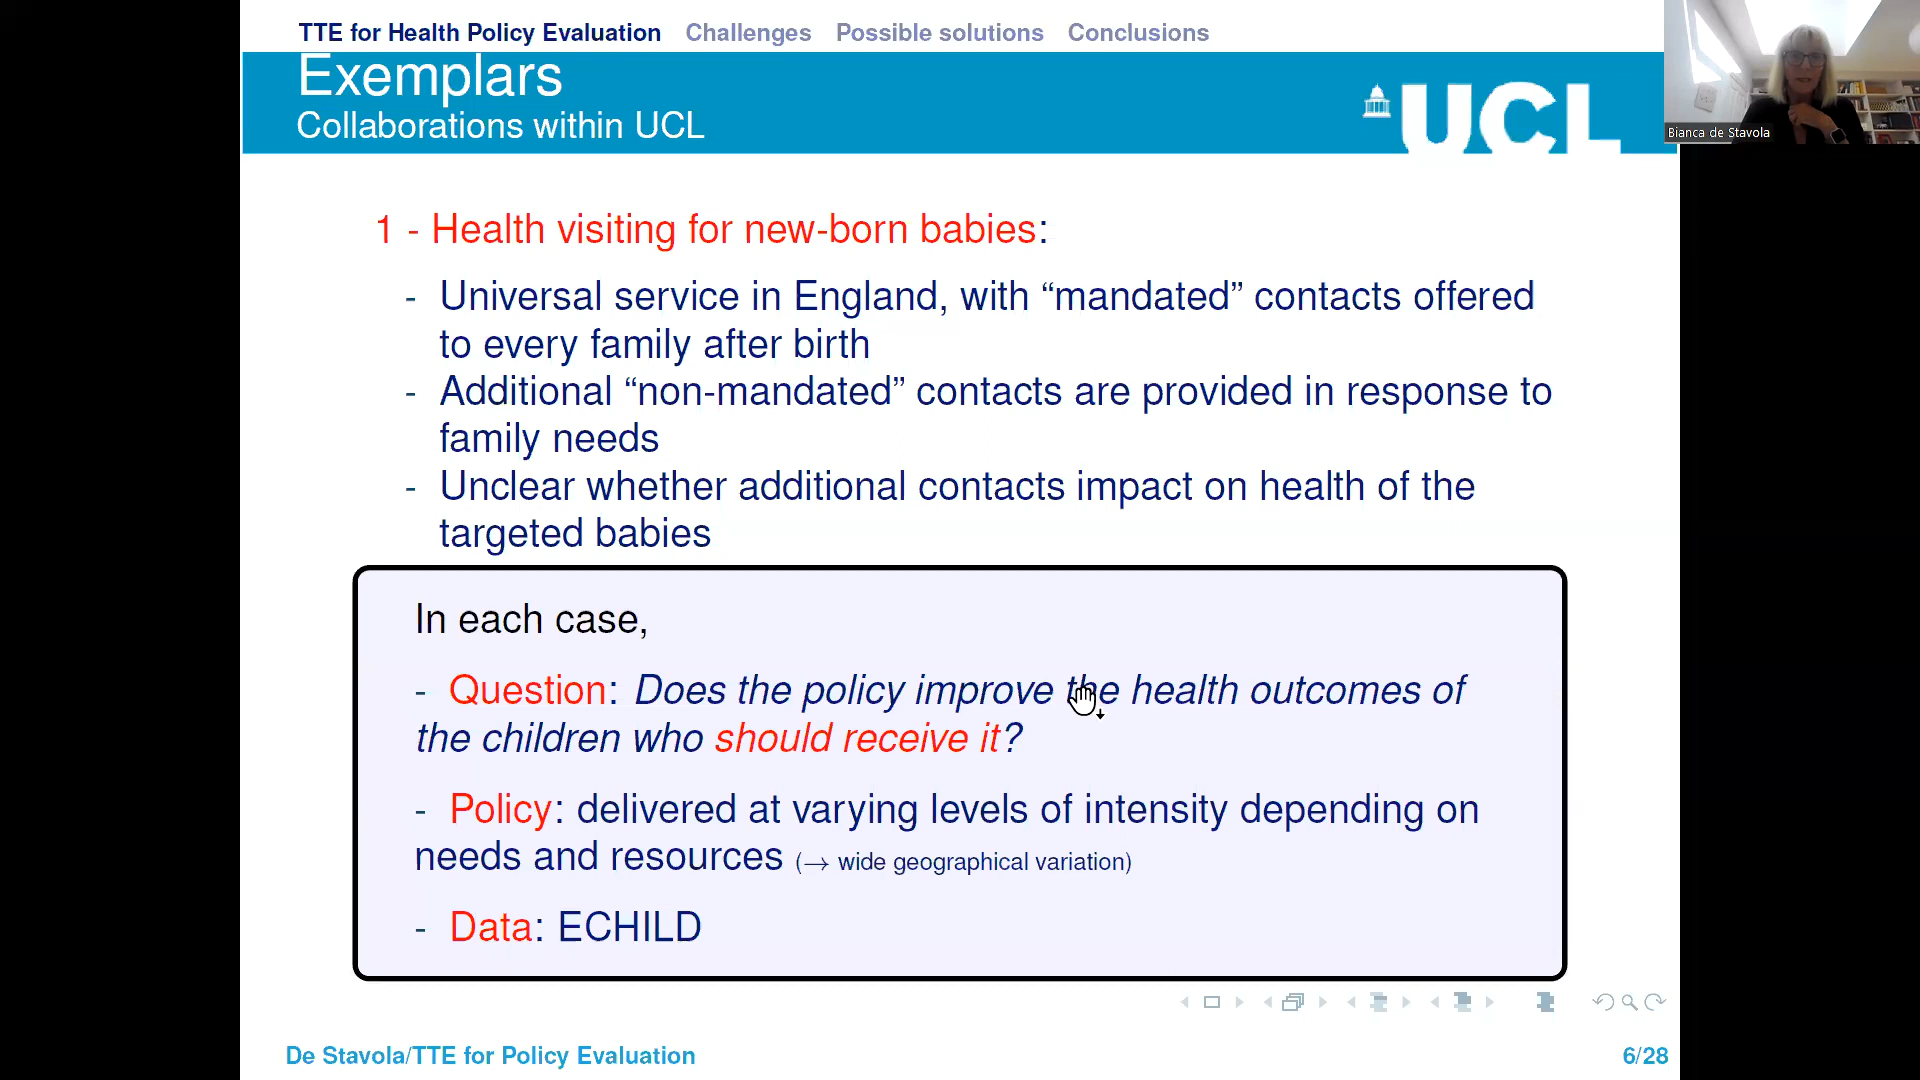 TTE for Health Policy Evaluation Challenges Possible solutions Conclusions
Exemplars
Collaborations within UCL
UCL
Bianca de Stavola
1 - Health visiting for new-born babies:
- Universal service in England, with “mandated” contacts offered
to every family after birth
- Additional “non-mandated” contacts are provided in response to
family needs
- Unclear whether additional contacts impact on health of the
targeted babies
In each case,
- Question: Does the policy improve the health outcomes of
the children who should receive it?
- Policy: delivered at varying levels of intensity depending on
needs and resources (→ wide geographical variation)
- Data: ECHILD
De Stavola/TTE for Policy Evaluation
6/28